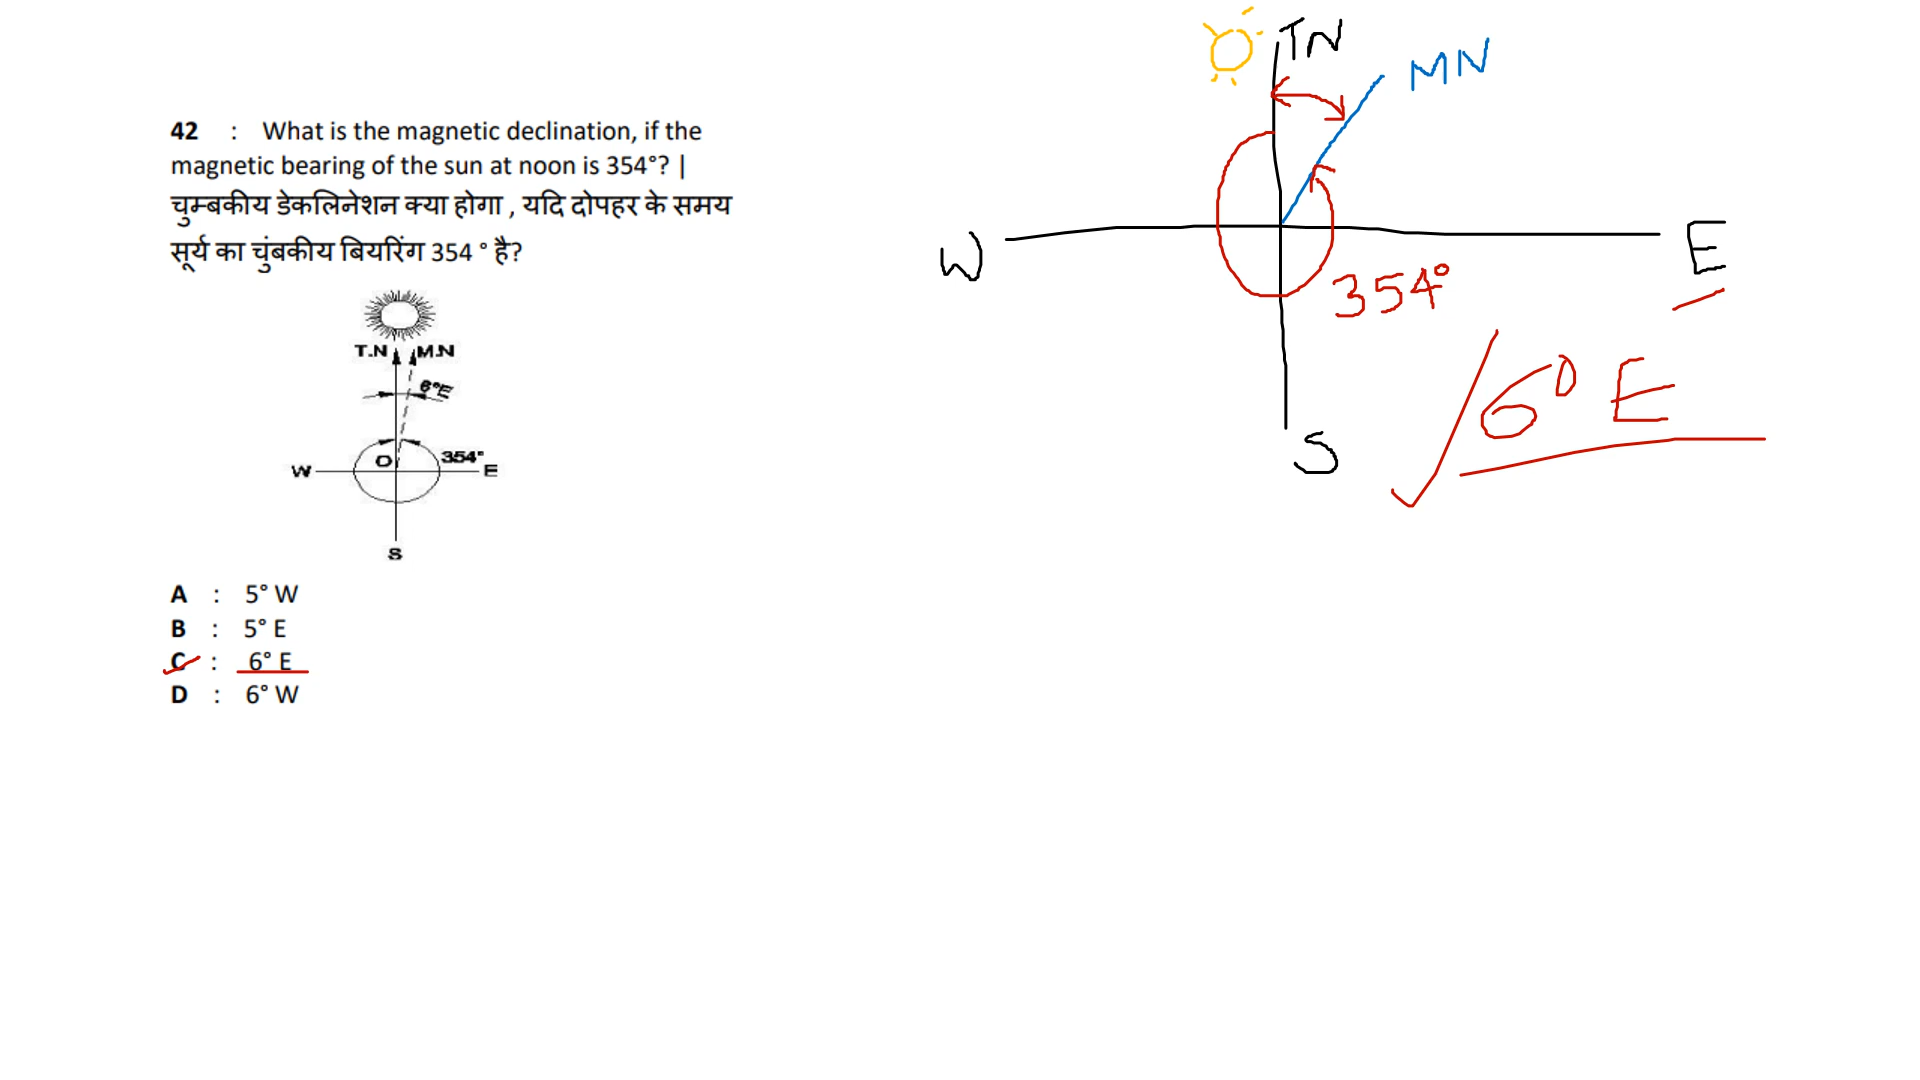 42 : What is the magnetic declination, if the
magnetic bearing of the sun at noon is 354°? |
चुम्बकीय डेकलिनेशन क्या होगा , यदि दोपहर के समय
सूर्य का चुंबकीय बियरिंग 354 ° है?
T.N M.N
6°E
O 354°
W E
S
A : 5° W
B : 5° E
C : 6° E
D : 6° W
TN
MN
W E
354°
6° E
S